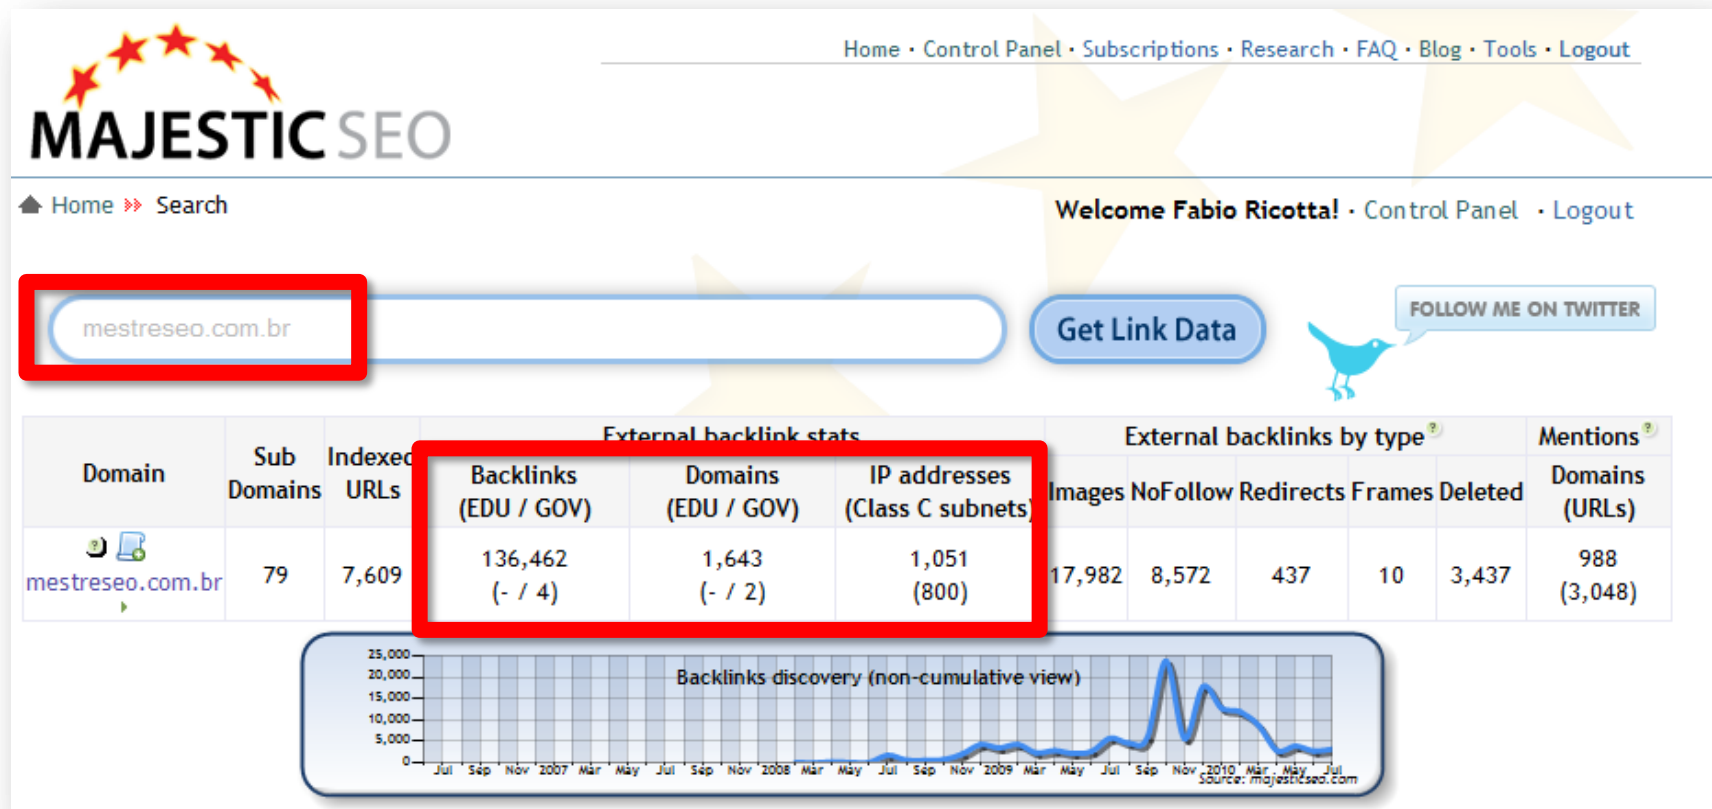 Home · Control Panel · Subscriptions · Research · FAQ · Blog · Tools · Logout
MAJESTIC SEO
Home » Search
Welcome Fabio Ricotta! · Control Panel · Logout
mestreseo.com.br
Get Link Data
FOLLOW ME ON TWITTER
External backlink stats External backlinks by type ? Mentions ?
Domain Sub Domains Indexed URLs Backlinks (EDU / GOV) Domains (EDU / GOV) IP addresses (Class C subnets) Images NoFollow Redirects Frames Deleted Domains (URLs)
?
mestreseo.com.br 79 7,609 136,462 (- / 4) 1,643 (- / 2) 1,051 (800) 17,982 8,572 437 10 3,437 988 (3,048)
Backlinks discovery (non-cumulative view)
25,000
20,000
15,000
10,000
5,000
0
Jul Sep Nov 2007 Mar May Jul Sep Nov 2008 Mar May Jul Sep Nov 2009 Mar May Jul Sep Nov 2010 Mar May Jul
Source: majesticseo.com